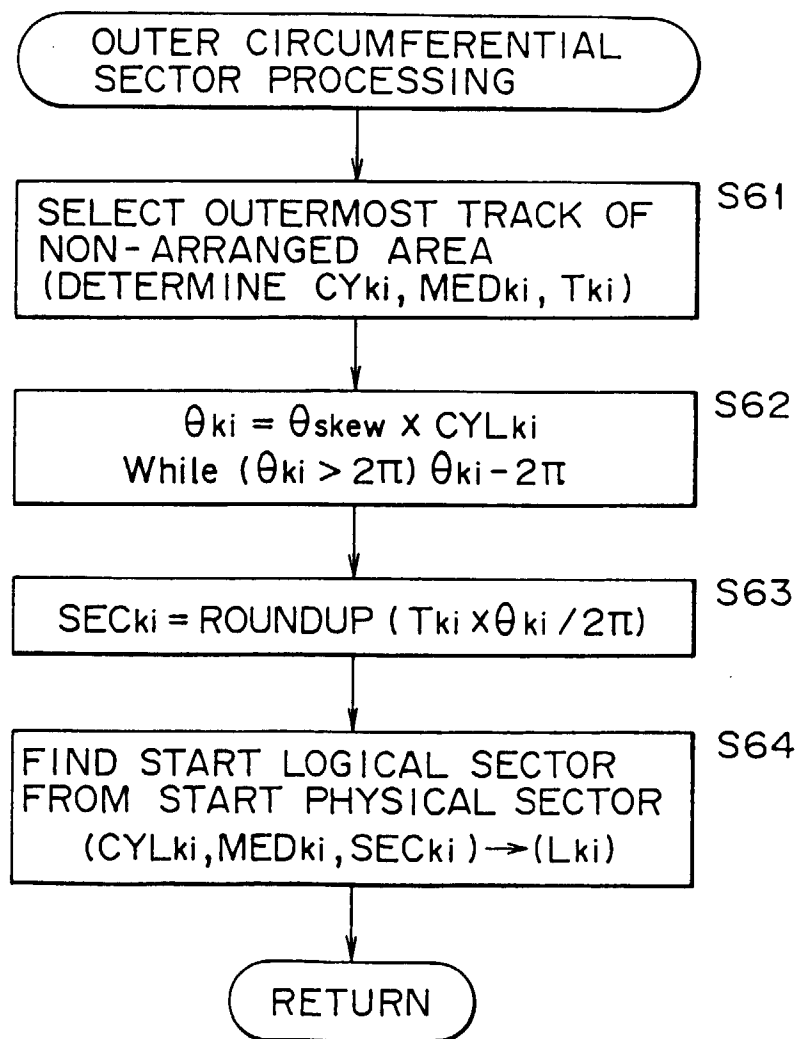 OUTER CIRCUMFERENTIAL
SECTOR PROCESSING
S61
SELECT OUTERMOST TRACK OF
NON-ARRANGED AREA
(DETERMINE CYki, MEDki, Tki)
S62
θki = θskew X CYLki
While (θki > 2π) θki - 2π
S63
SECki = ROUNDUP (Tki xθki / 2π)
S64
FIND START LOGICAL SECTOR
FROM START PHYSICAL SECTOR
(CYLki, MEDki, SECki) → (Lki)
RETURN